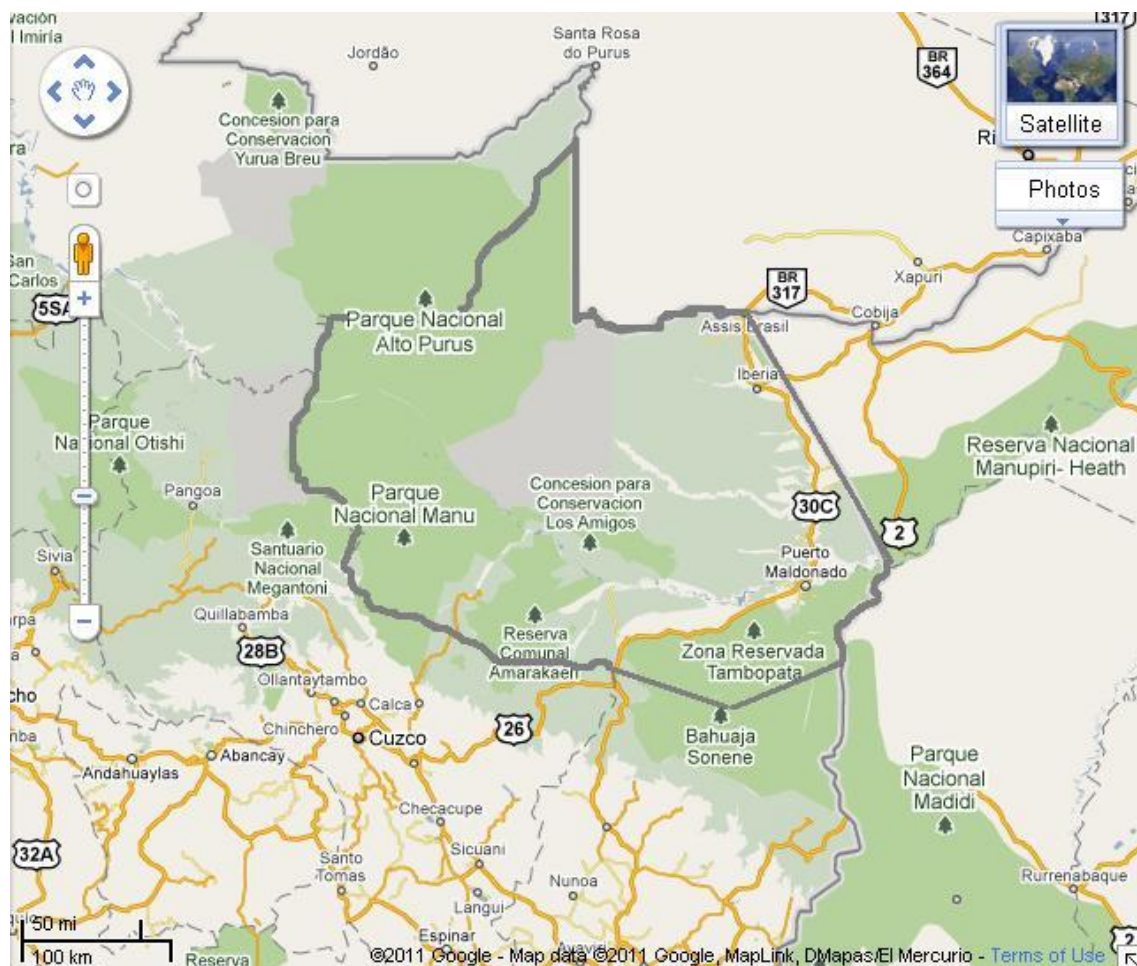 vación
l Imiría
Jordão
Santa Rosa
do Purus
BR
364
317
Satellite
Concesion para
Conservacion
Yurua Breu
Photos
San
Carlos
Capixaba
Xapuri
BR
317
5SA
Parque Nacional
Alto Purus
Assis Brasil
Cobija
Iberia
Parque
Nacional Otishi
Reserva Nacional
Manupiri- Heath
Pangoa
Parque
Nacional Manu
Concesion para
Conservacion
Los Amigos
30C
2
Sivia
Santuario
Nacional
Megantoni
Puerto
Maldonado
Quillabamba
arpa
28B
Reserva
Comunal
Amarakaeri
Zona Reservada
Tambopata
Ollantaytambo
cho
Calca
Chinchero
26
Cuzco
Bahuaja
Sonene
mba
Abancay
Andahuaylas
Parque
Nacional
Madidi
Checacupe
32A
Santo
Tomas
Sicuani
Nunoa
Rurrenabaque
Langui
50 mi
Espinar
2
100 km
Reserva
©2011 Google - Map data ©2011 Google, MapLink, DMapas/El Mercurio - Terms of Use